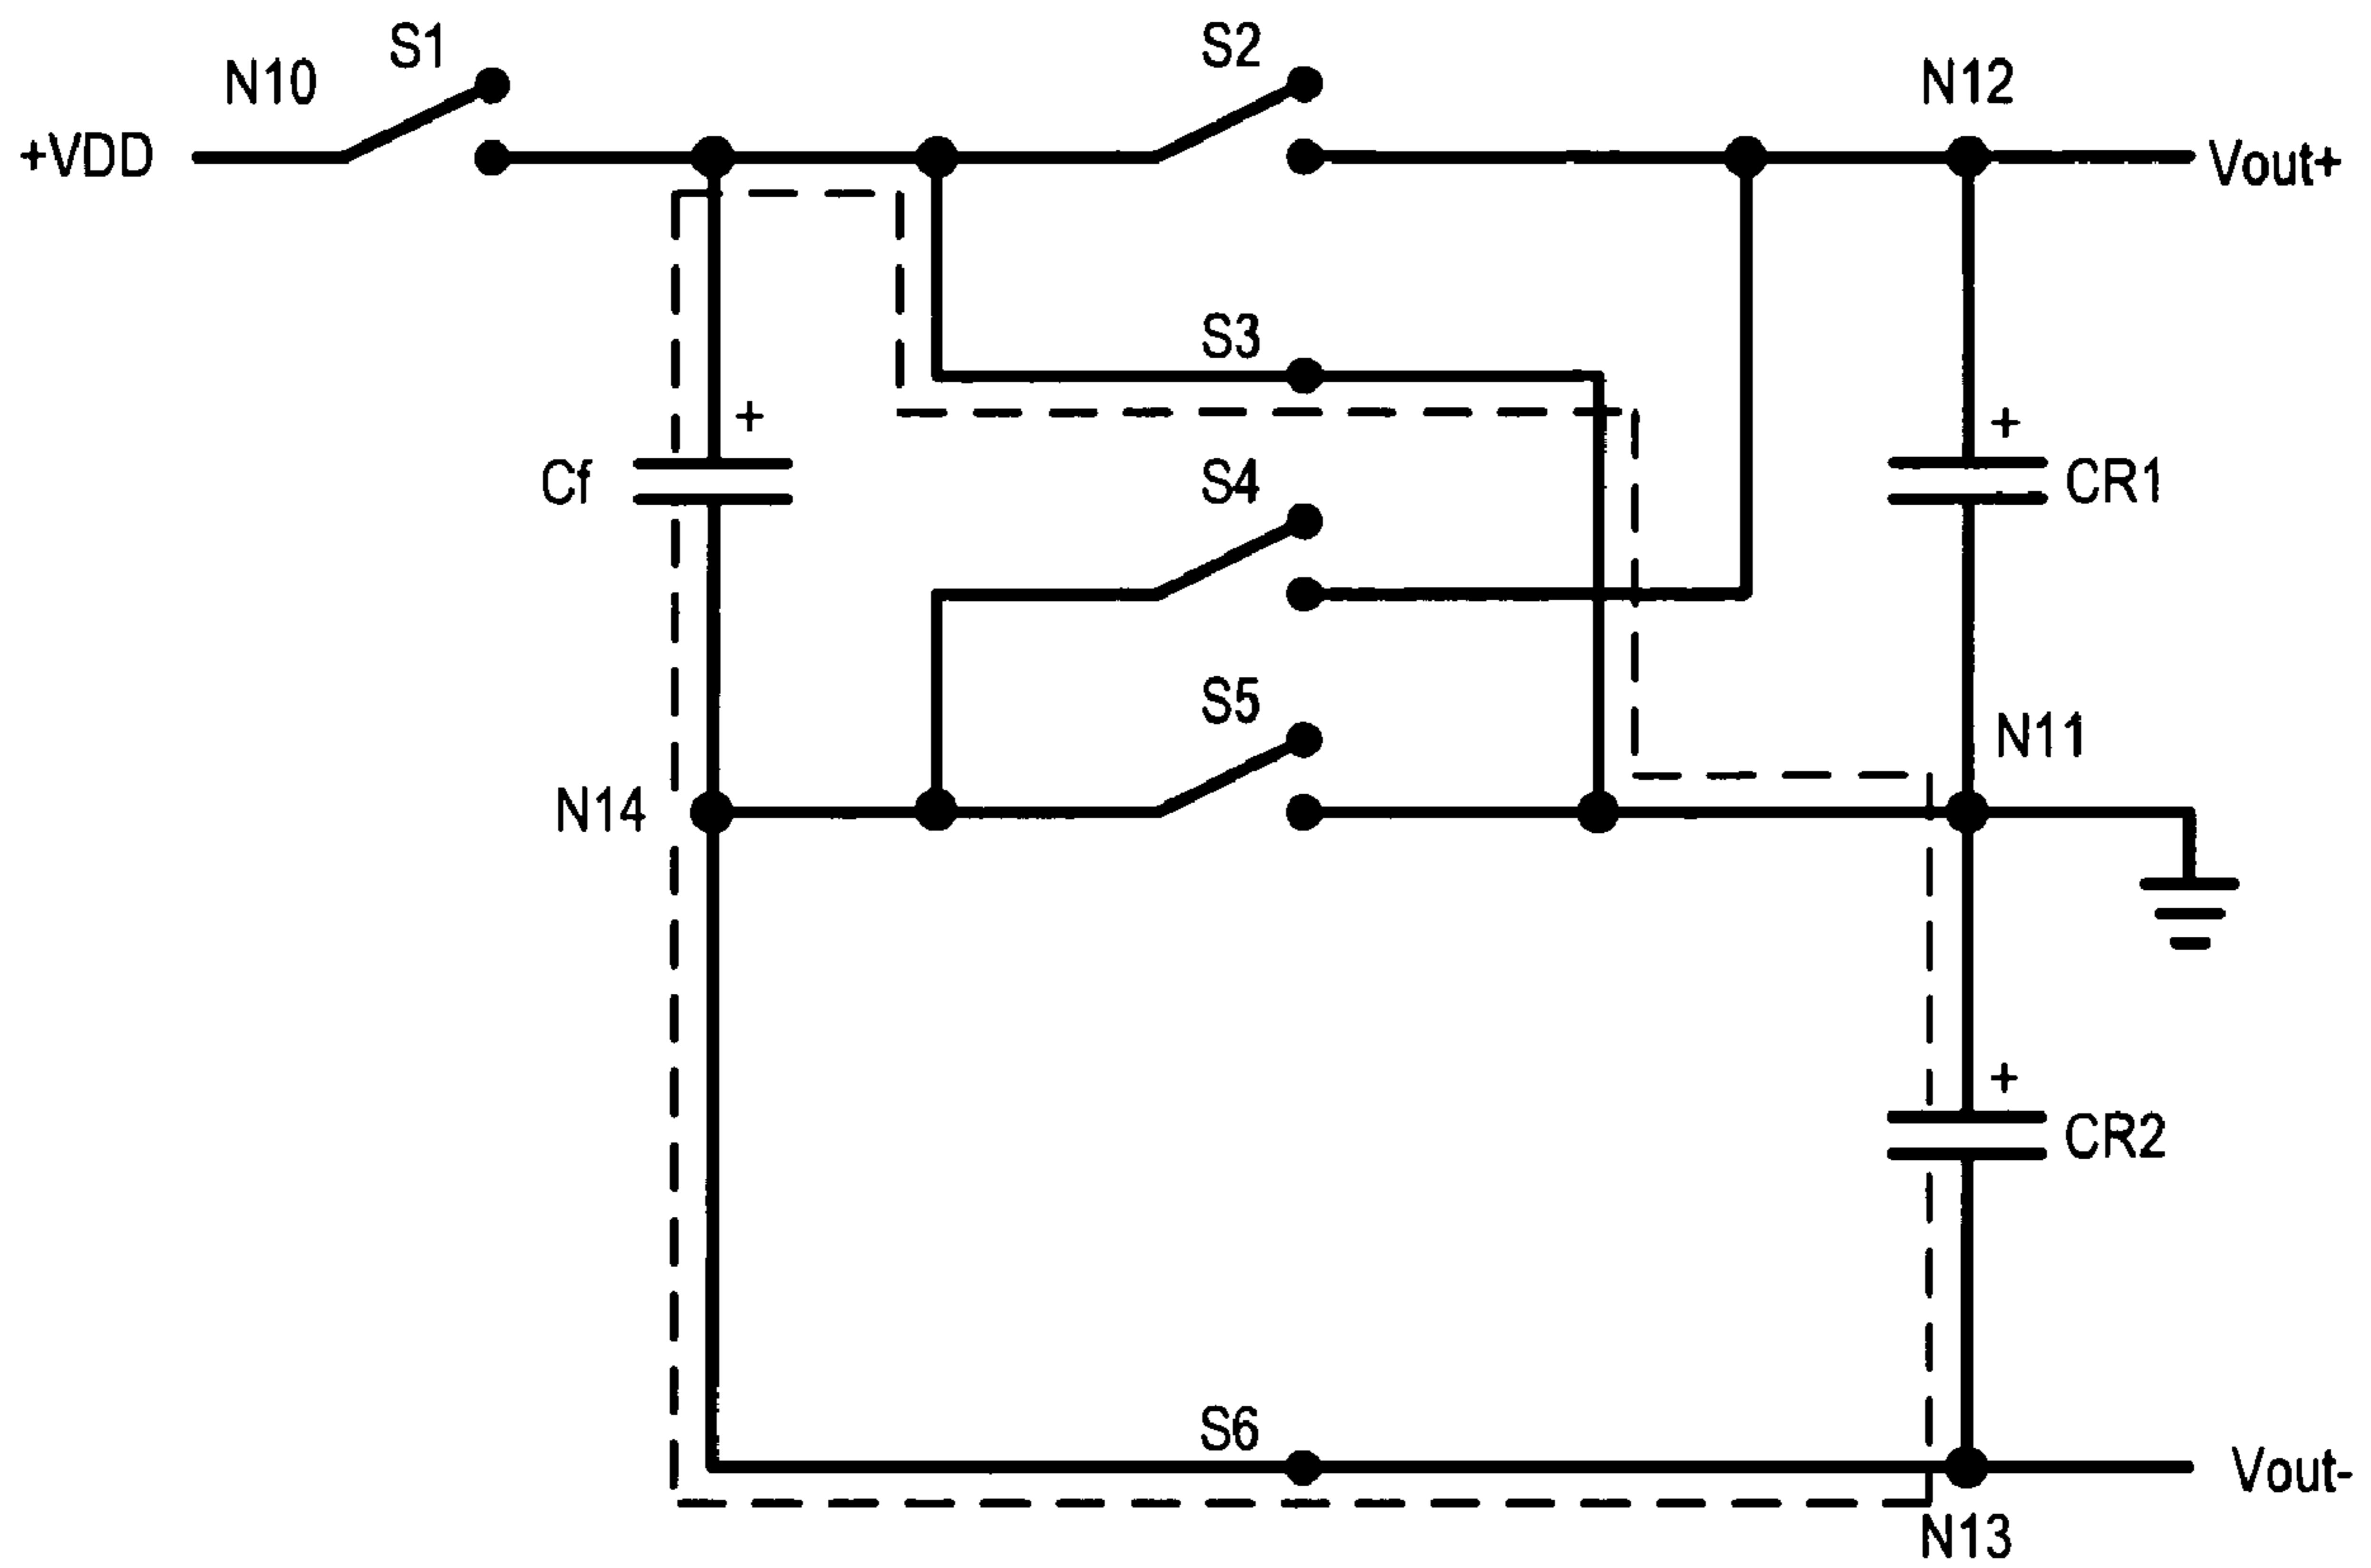 S1
S2
N10
N12
+VDD
Vout+
S3
+
+
Cf
S4
CR1
S5
N11
N14
+
CR2
S6
Vout-
N13